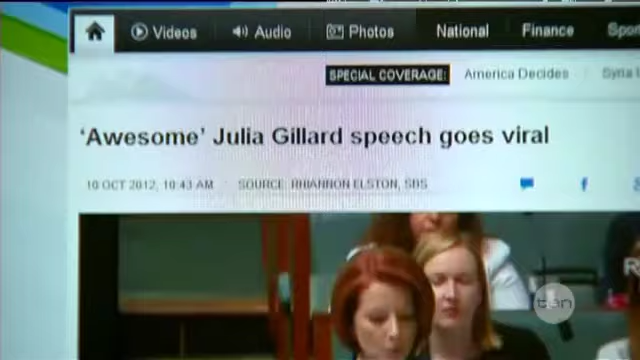 Videos Audio Photos National Finance
SPECIAL COVERAGE: America Decides Syria
'Awesome' Julia Gillard speech goes viral
10 OCT 2012, 10:43 AM SOURCE RHIANNON ELSTON, SBS
ten